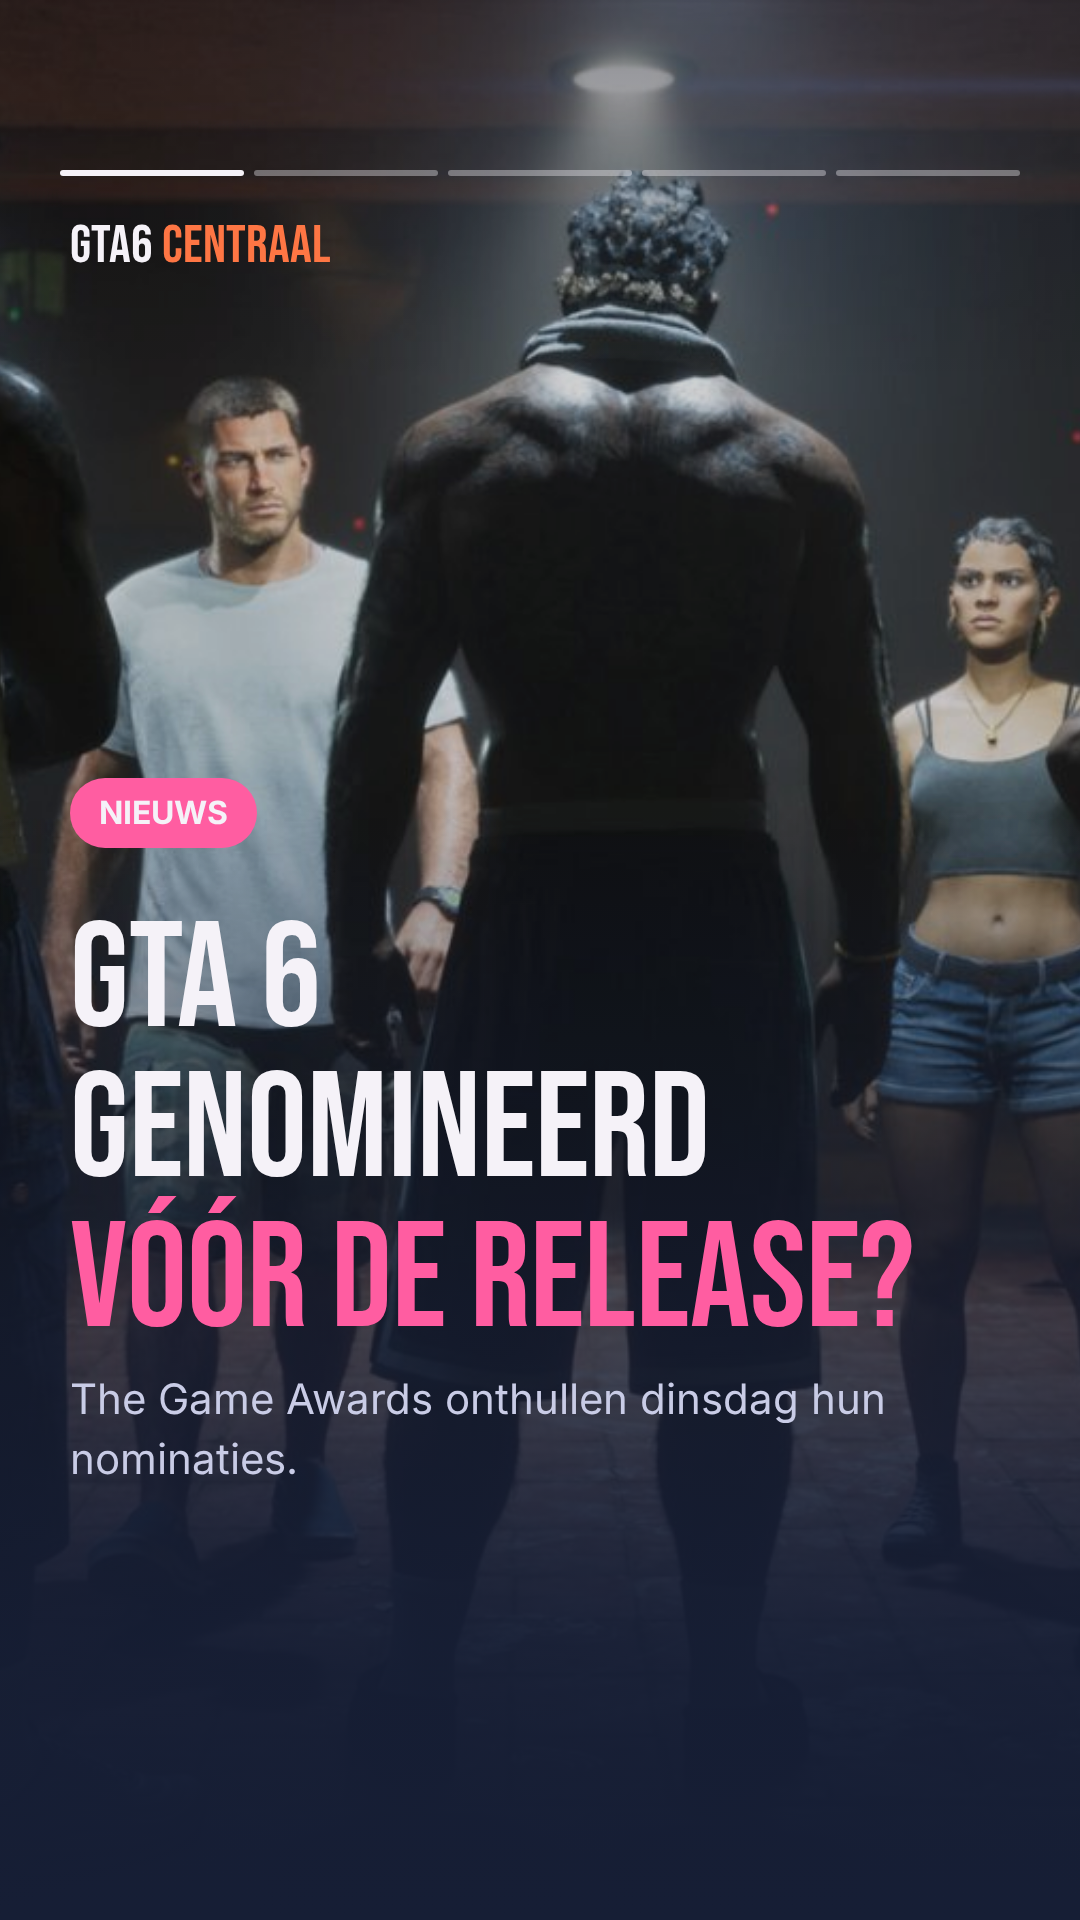 GTA6 CENTRAAL
NIEUWS
GTA 6
GENOMINEERD
VÓÓR DE RELEASE?
The Game Awards onthullen dinsdag hun
nominaties.